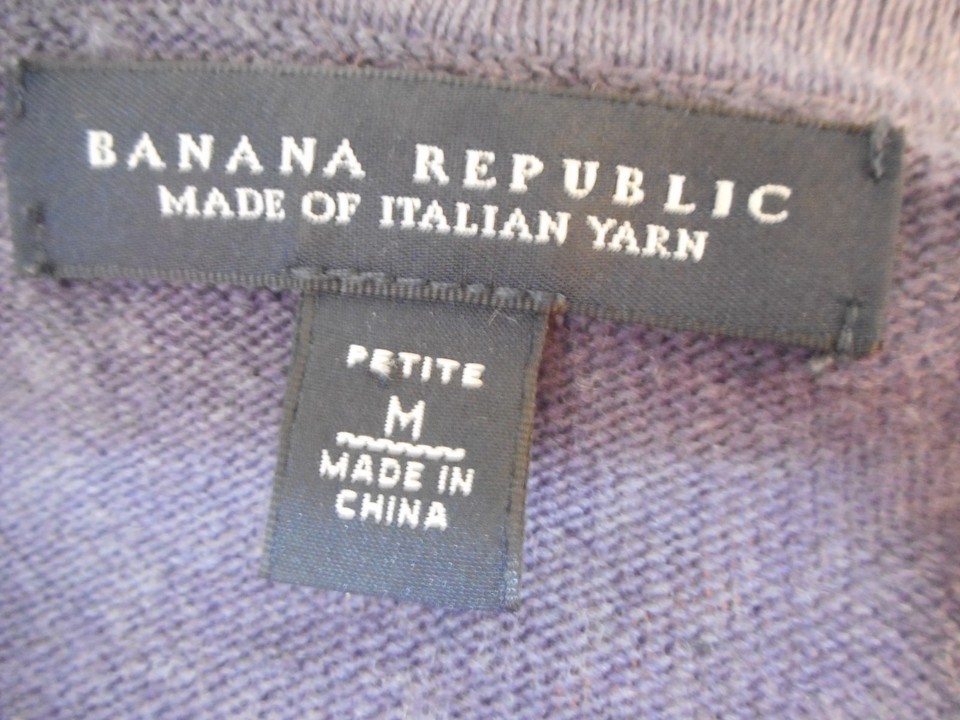 BANANA REPUBLIC
MADE OF ITALIAN YARN
PETITE
M
MADE IN
CHINA